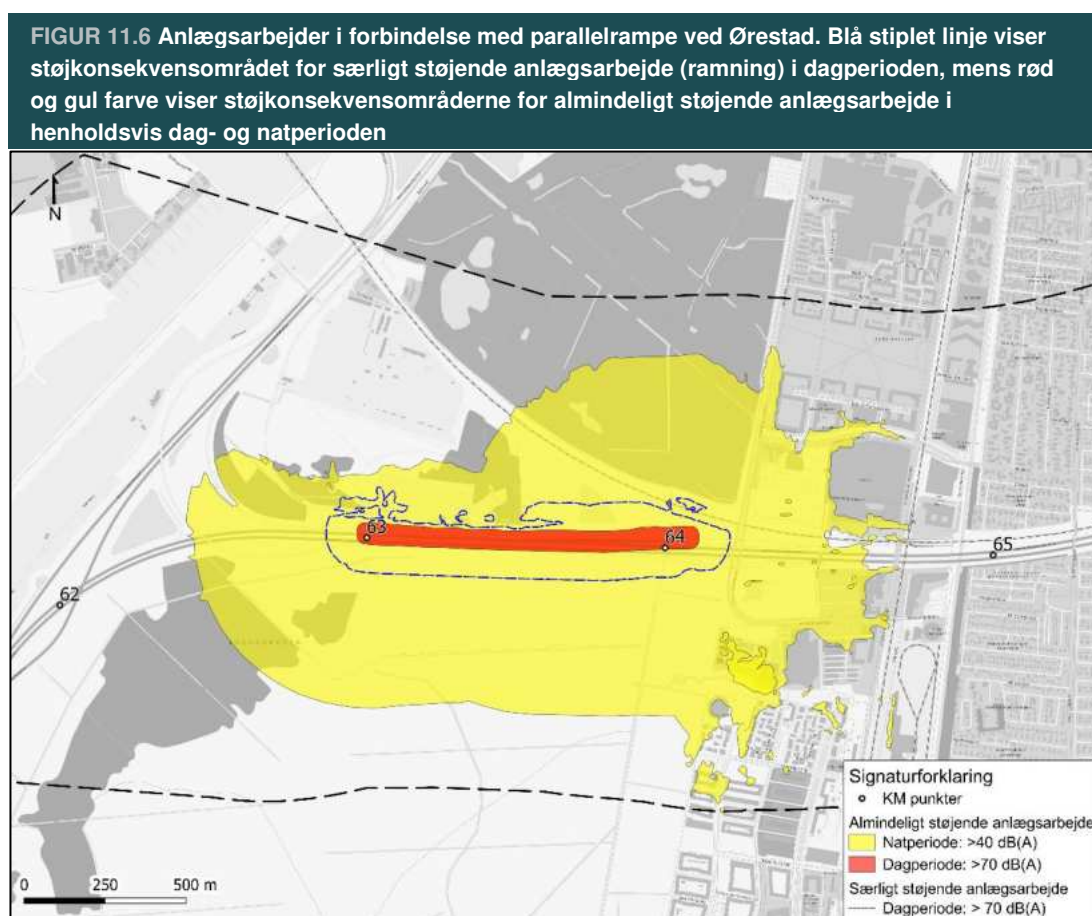 FIGUR 11.6 Anlægsarbejder i forbindelse med parallelrampe ved Ørestad. Blå stiplet linje viser
støjkonsekvensområdet for særligt støjende anlægsarbejde (ramning) i dagperioden, mens rød
og gul farve viser støjkonsekvensområderne for almindeligt støjende anlægsarbejde i
henholdsvis dag- og natperioden
N
63
64
65
62
Signaturforklaring
KM punkter
Almindeligt støjende anlægsarbejde
Natperiode: >40 dB(A)
Dagperiode: >70 dB(A)
Særligt støjende anlægsarbejde
Dagperiode: > 70 dB(A)
0 250 500 m